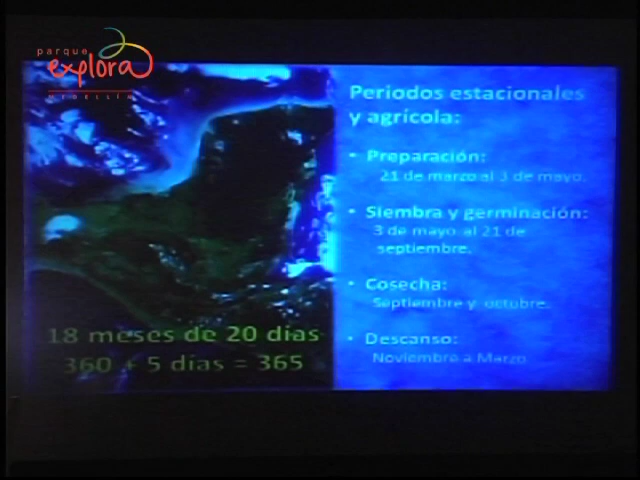 parque
explora
MEDELLÍN
Periodos estacionales
y agrícola:
• Preparación:
21 de marzo al 3 de mayo.
• Siembra y germinación:
3 de mayo al 21 de
septiembre.
• Cosecha:
Septiembre y octubre.
• Descanso:
Noviembre a Marzo
18 meses de 20 días
360 + 5 días = 365